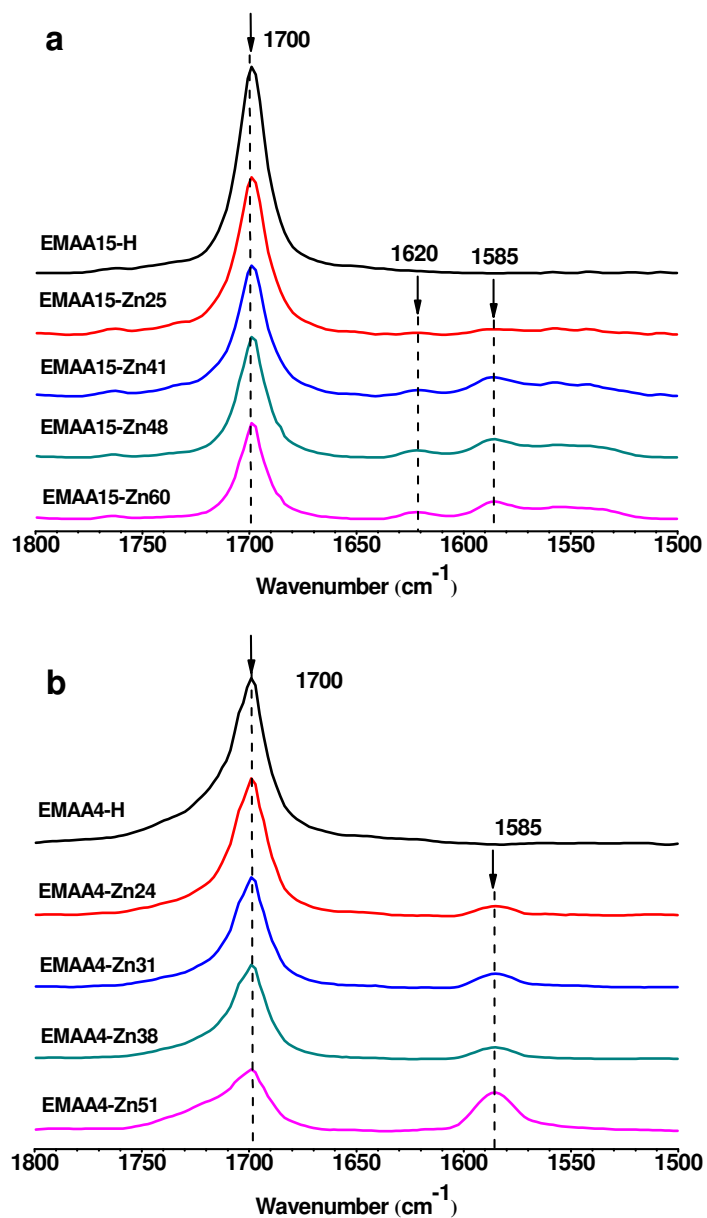 a
1700
EMAA15-H
1620
1585
EMAA15-Zn25
EMAA15-Zn41
EMAA15-Zn48
EMAA15-Zn60
1800 1750 1700 1650 1600 1550 1500
Wavenumber (cm⁻¹)
b
1700
EMAA4-H
1585
EMAA4-Zn24
EMAA4-Zn31
EMAA4-Zn38
EMAA4-Zn51
1800 1750 1700 1650 1600 1550 1500
Wavenumber (cm⁻¹)